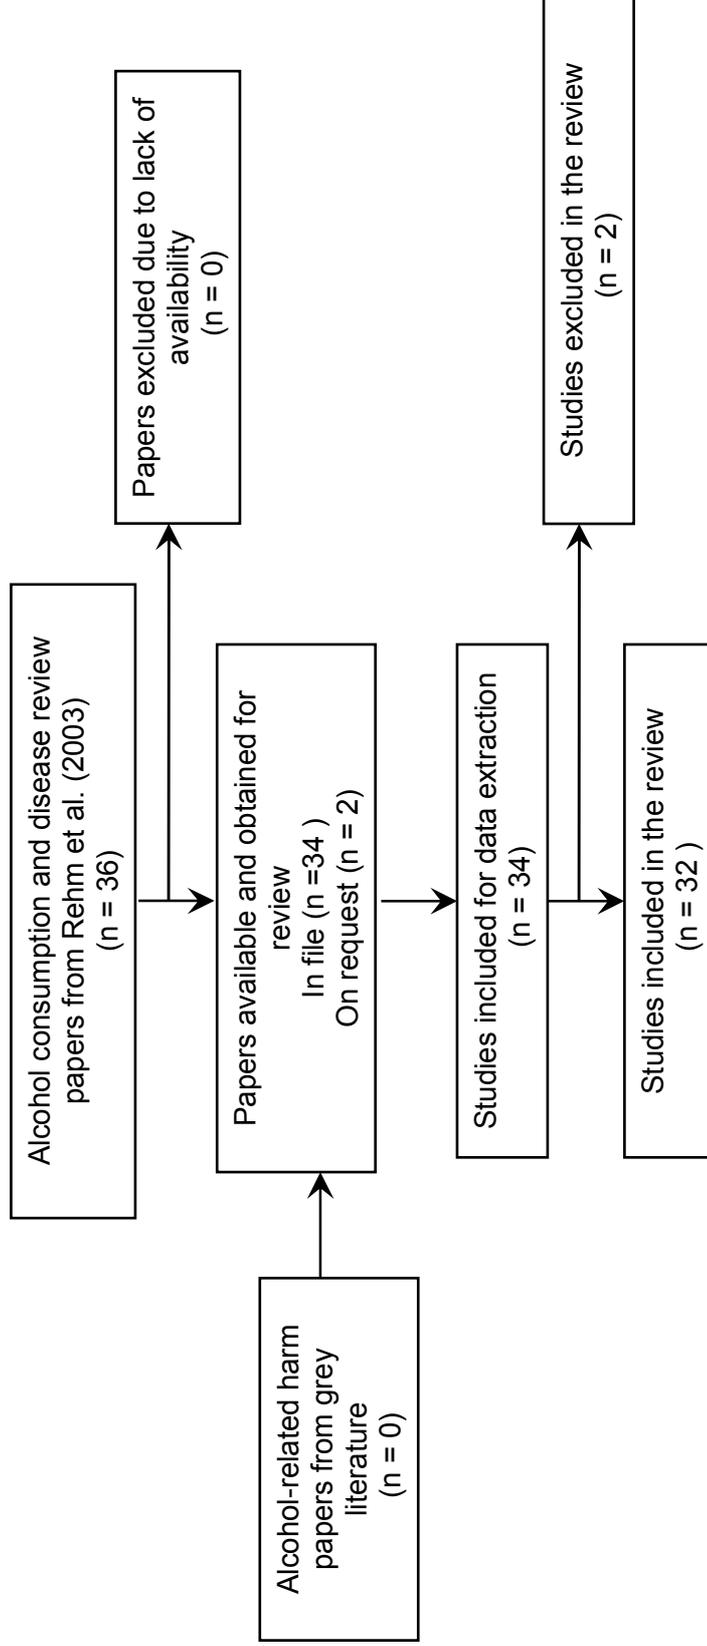 Alcohol consumption and disease review
papers from Rehm et al. (2003)
(n = 36)
Papers excluded due to lack of
availability
(n = 0)
Alcohol-related harm
papers from grey
literature
(n = 0)
Papers available and obtained for
review
In file (n =34 )
On request (n = 2)
Studies included for data extraction
(n = 34)
Studies excluded in the review
(n = 2)
Studies included in the review
(n = 32 )